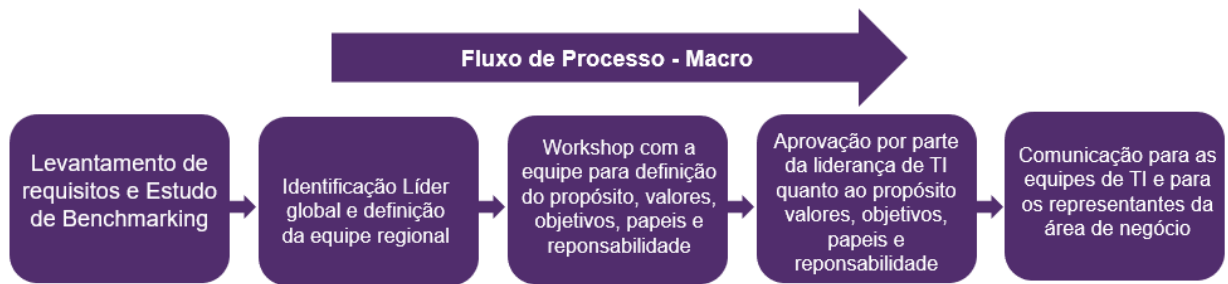 Fluxo de Processo - Macro
Levantamento de
requisitos e Estudo
de Benchmarking
Identificação Líder
global e definição
da equipe regional
Workshop com a
equipe para definição
do propósito, valores,
objetivos, papeis e
reponsabilidade
Aprovação por parte
da liderança de TI
quanto ao propósito
valores, objetivos,
papeis e
reponsabilidade
Comunicação para as
equipes de TI e para
os representantes da
área de negócio